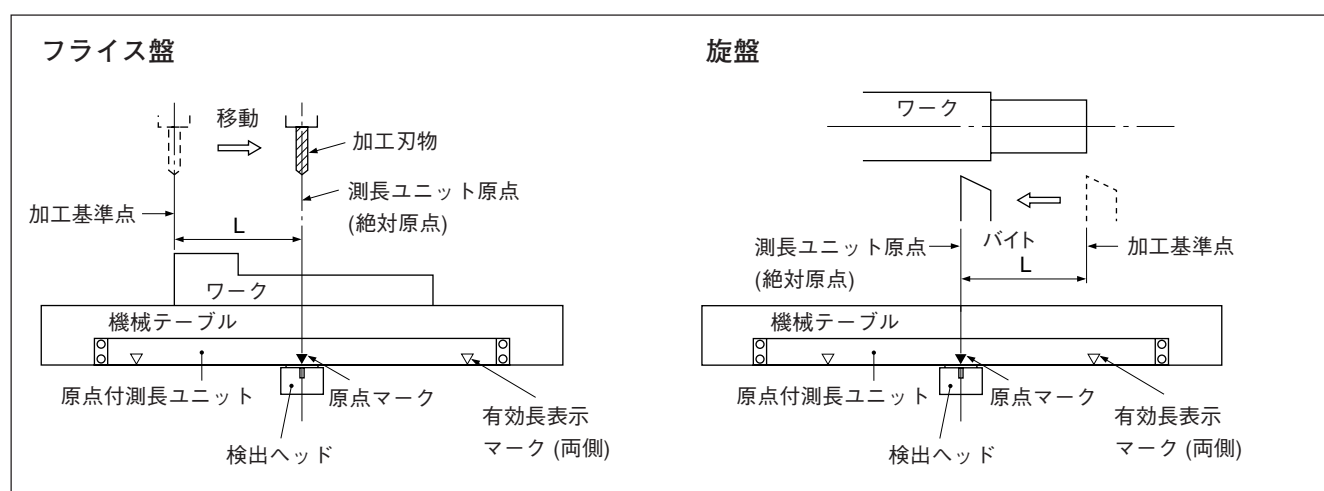 フライス盤
移動
加工刃物
測長ユニット原点
(絶対原点)
加工基準点
L
ワーク
機械テーブル
原点付測長ユニット
原点マーク
有効長表示
マーク (両側)
検出ヘッド
旋盤
ワーク
測長ユニット原点
(絶対原点)
バイト
加工基準点
L
機械テーブル
原点付測長ユニット
原点マーク
有効長表示
マーク (両側)
検出ヘッド